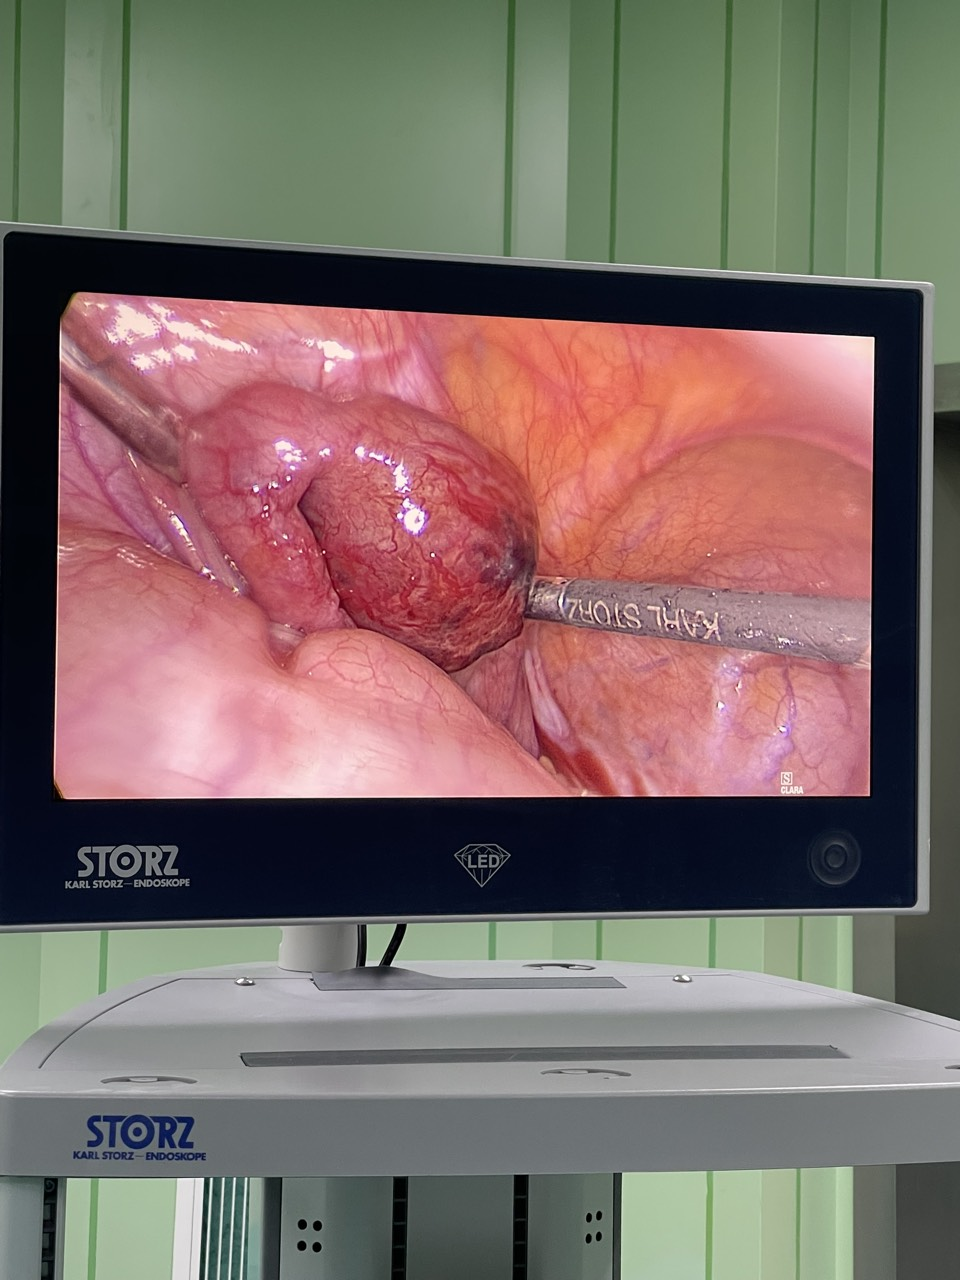 KARL STORZ
S
CLARA
STORZ
KARL STORZ—ENDOSKOPE
LED
STORZ
KARL STORZ—ENDOSKOPE